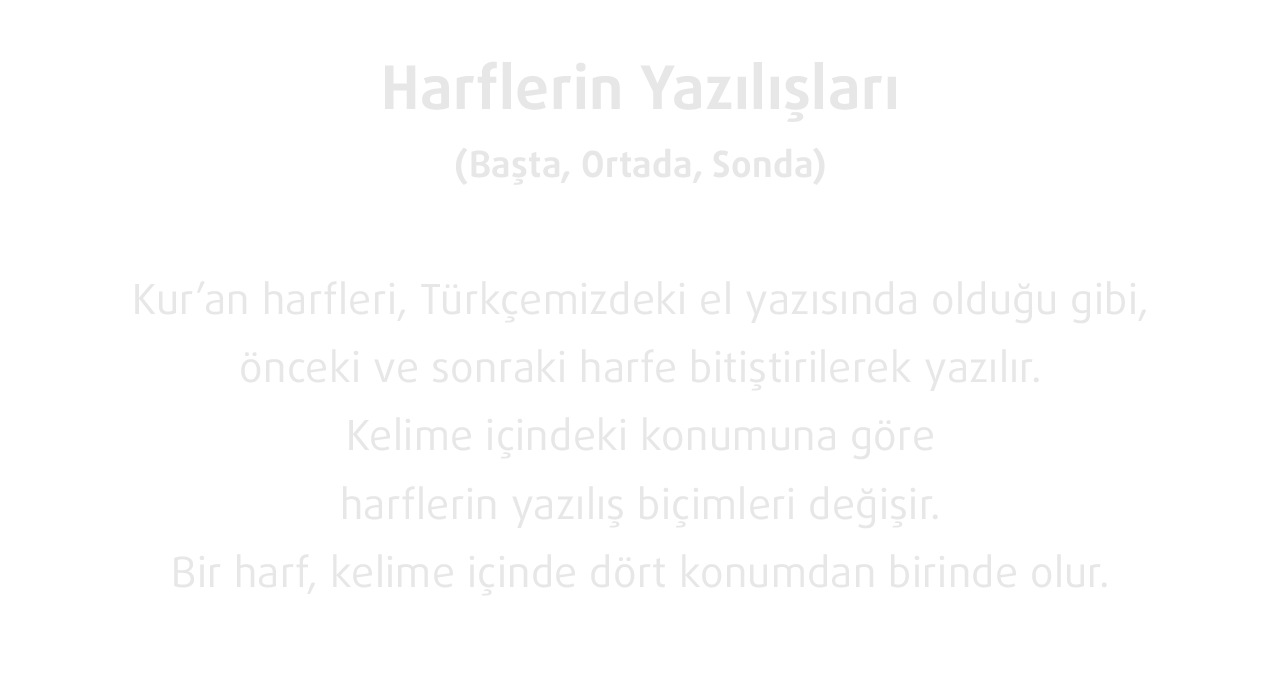 Harflerin Yazılışları
(Başta, Ortada, Sonda)
Kur’an harfleri, Türkçemizdeki el yazısında olduğu gibi,
önceki ve sonraki harfe bitiştirilerek yazılır.
Kelime içindeki konumuna göre
harflerin yazılış biçimleri değişir.
Bir harf, kelime içinde dört konumdan birinde olur.